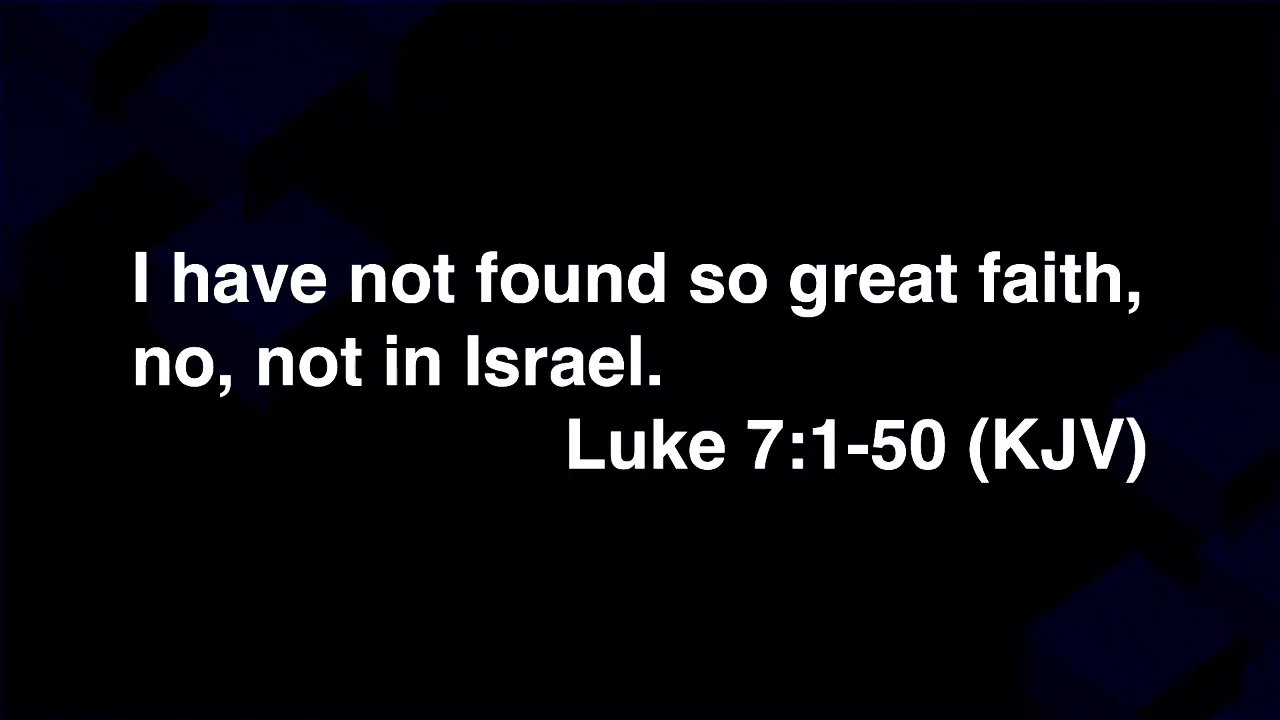 I have not found so great faith,
no, not in Israel.
Luke 7:1-50 (KJV)